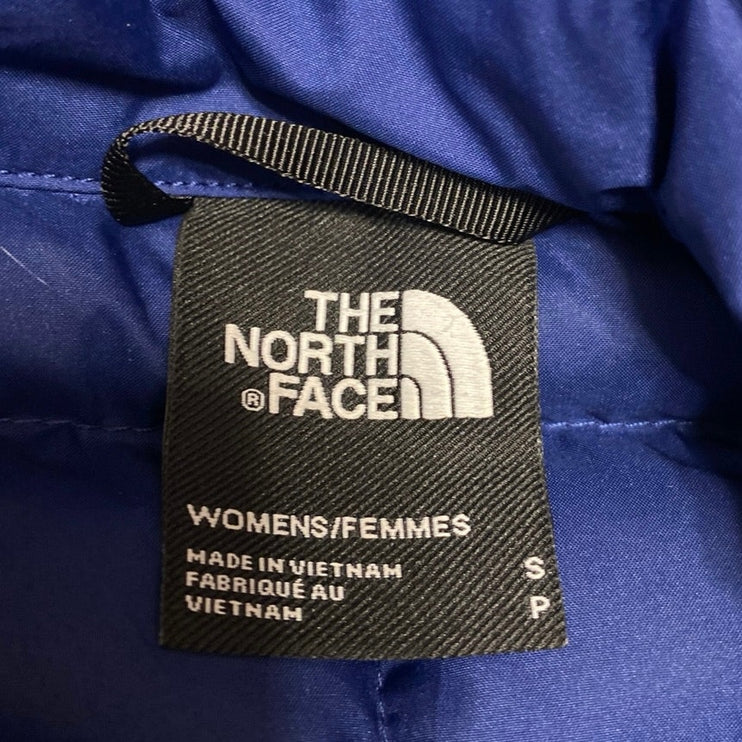 THE
NORTH
®FACE
WOMENS/FEMMES
MADE IN VIETNAM S
FABRIQUÉ AU
VIETNAM P